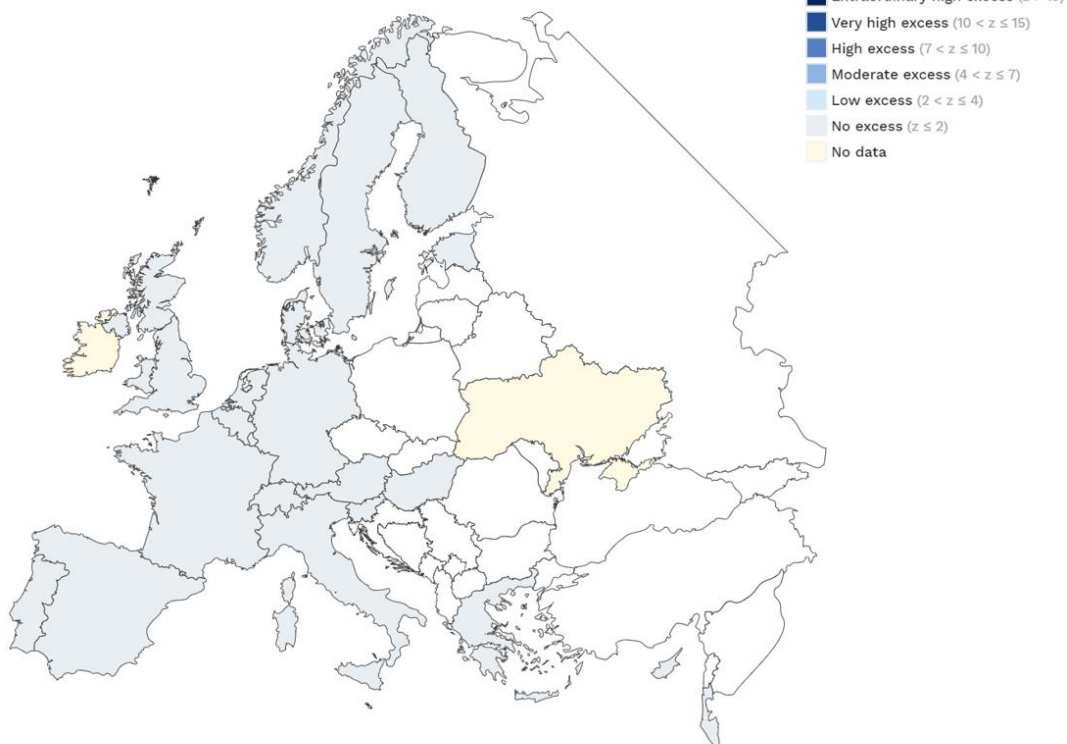 Very high excess (10 < z ≤ 15)
High excess (7 < z ≤ 10)
Moderate excess (4 < z ≤ 7)
Low excess (2 < z ≤ 4)
No excess (z ≤ 2)
No data